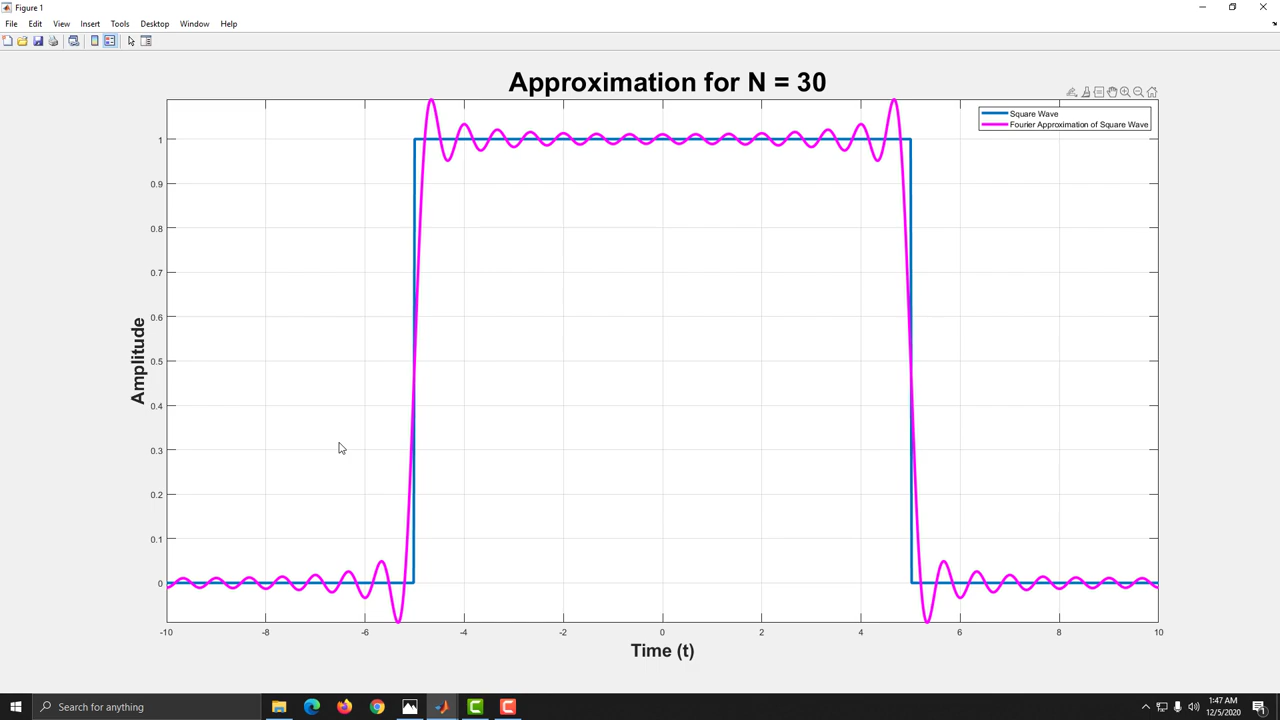 Figure 1
File Edit View Insert Tools Desktop Window Help
Approximation for N = 30
Square Wave
Fourier Approximation of Square Wave
1
0.9
0.8
0.7
0.6
0.5
0.4
0.3
0.2
0.1
0
Amplitude
-10 -8 -6 -4 -2 0 2 4 6 8 10
Time (t)
Search for anything
1:47 AM
12/5/2020
1